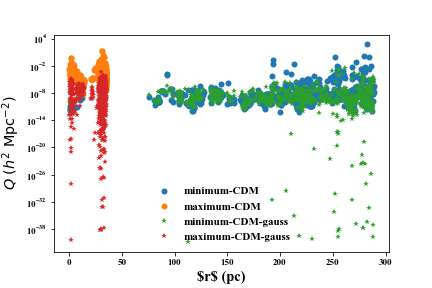 10^4
10^-2
10^-8
10^-14
10^-20
10^-26
10^-32
10^-38
Q (h^2 Mpc^-2)
minimum-CDM
maximum-CDM
minimum-CDM-gauss
maximum-CDM-gauss
0 50 100 150 200 250 300
$r$ (pc)